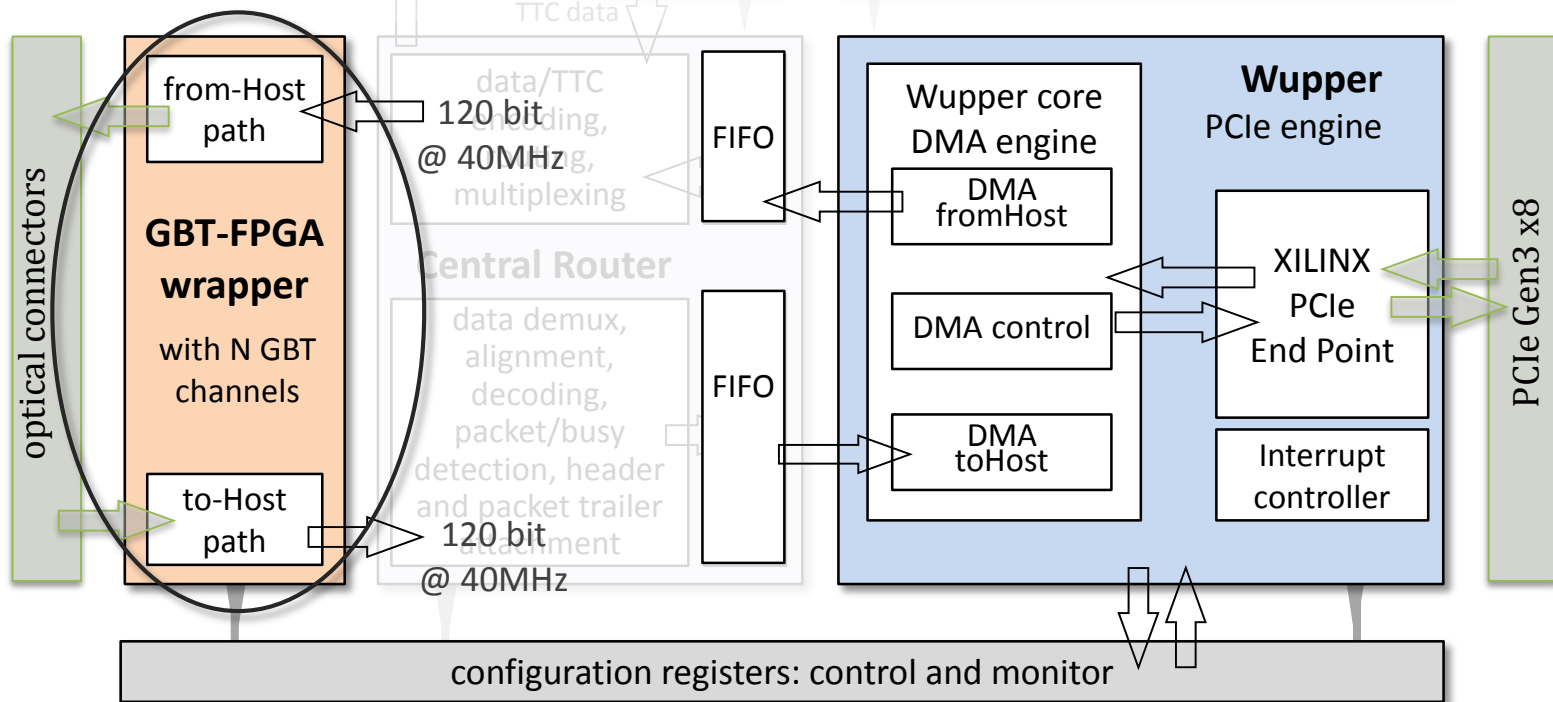 TTC data
optical connectors
from-Host
path
GBT-FPGA
wrapper
with N GBT
channels
to-Host
path
data/TTC
encoding,
routing,
multiplexing
120 bit
@ 40MHz
FIFO
Central Router
data demux,
alignment,
decoding,
packet/busy
detection, header
and packet trailer
attachment
120 bit
@ 40MHz
FIFO
Wupper
PCIe engine
Wupper core
DMA engine
DMA
fromHost
DMA control
DMA
toHost
XILINX
PCIe
End Point
Interrupt
controller
PCIe Gen3 x8
configuration registers: control and monitor